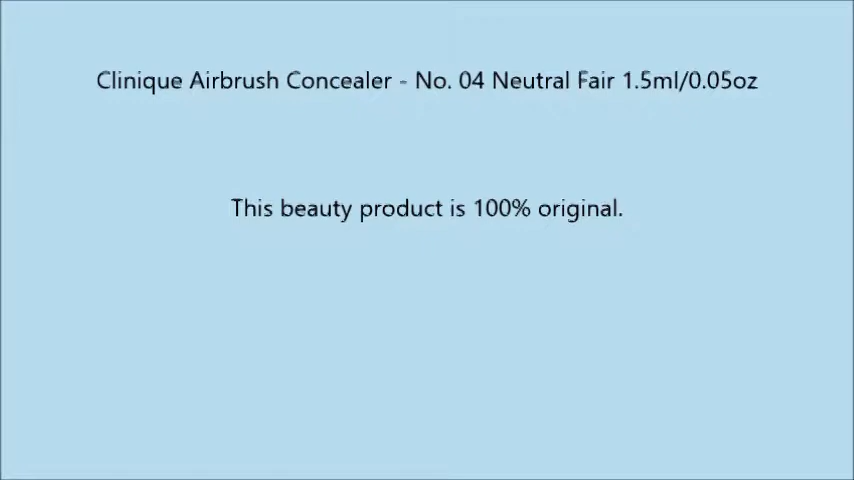 Clinique Airbrush Concealer - No. 04 Neutral Fair 1.5ml/0.05oz
This beauty product is 100% original.